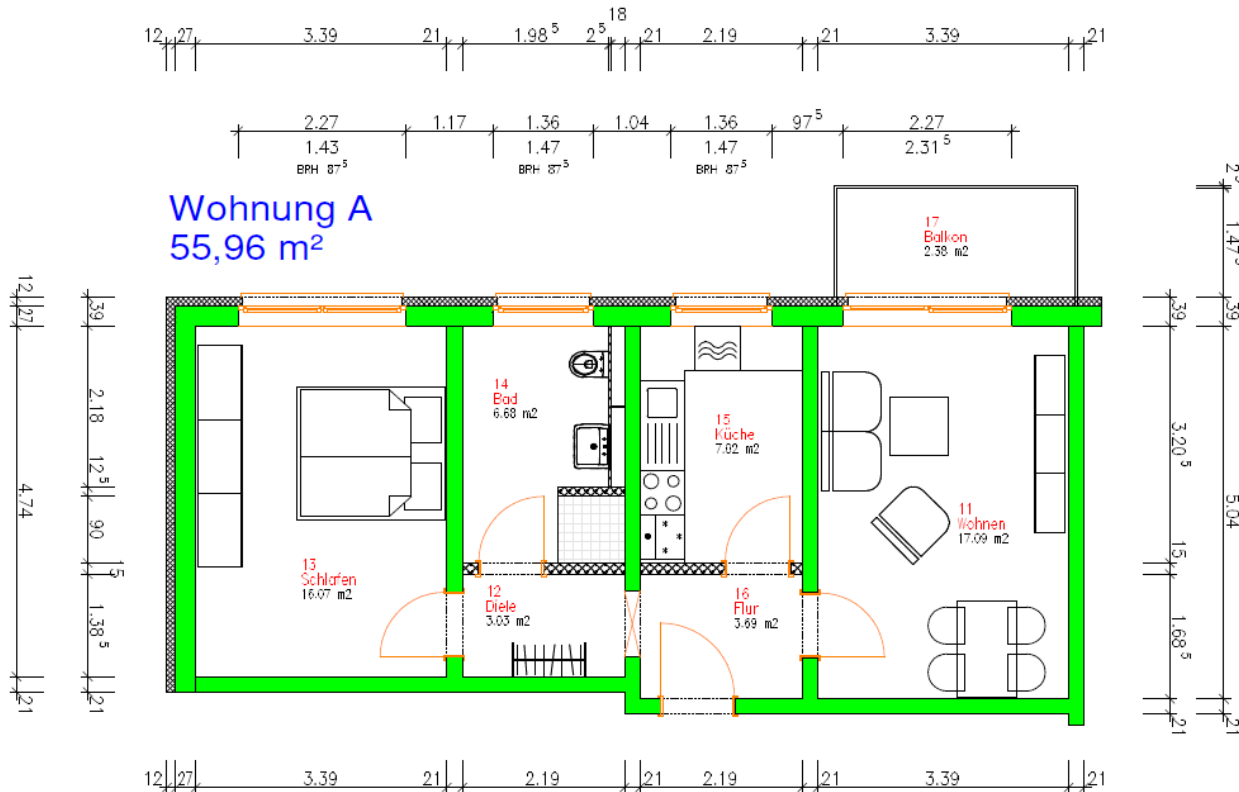 18
12 27 3.39 21 1.98⁵ 2⁵ 21 2.19 21 3.39 21
2.27 1.17 1.36 1.04 1.36 97⁵ 2.27
1.43 1.47 1.47 2.31⁵
BRH 87⁵ BRH 87⁵ BRH 87⁵
Wohnung A
55,96 m²
17
Balkon
2.38 m2
14
Bad
6.68 m2
15
Küche
7.02 m2
11
Wohnen
17.09 m2
13
Schlafen
16.07 m2
12
Diele
3.03 m2
16
Flur
3.69 m2
12
27
4.74
21
39
2.18
12⁵
90
15
1.38⁵
21
39
3.20⁵
15
1.68⁵
21
2⁵
1.47⁵
39
5.04
21
12 27 3.39 21 2.19 21 2.19 21 3.39 21